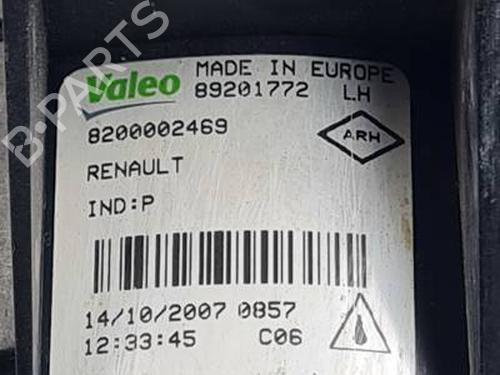 B-PARTS
Valeo MADE IN EUROPE
89201772 LH
8200002469
ARH
RENAULT
IND:P
14/10/2007 0857
12:33:45 C06